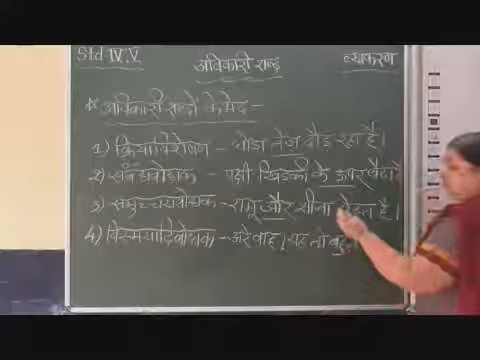 Std-IV.V
अविकारी शब्द
व्याकरण
* अविकारी शब्दों के भेद -
1) क्रियाविशेषण - घोडा तेज़ दौड़ रहा है।
2) संबंधबोधक - पक्षी खिडकी के ऊपर बैठा है
3) समुच्चयबोधक - रामू और सीता है।
4) विस्मयादिबोधक - अरे वाह! यह तो बहुत